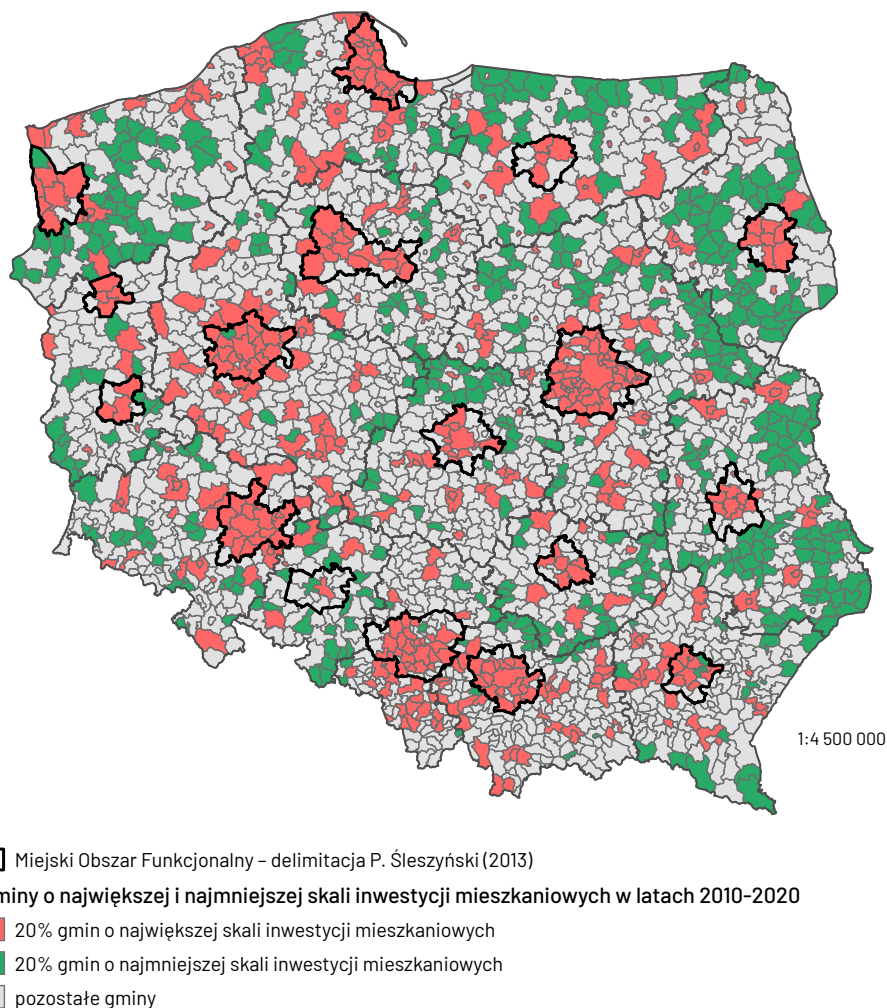 1:4 500 000
Miejski Obszar Funkcjonalny – delimitacja P. Śleszyński (2013)
miny o największej i najmniejszej skali inwestycji mieszkaniowych w latach 2010-2020
20% gmin o największej skali inwestycji mieszkaniowych
20% gmin o najmniejszej skali inwestycji mieszkaniowych
pozostałe gminy